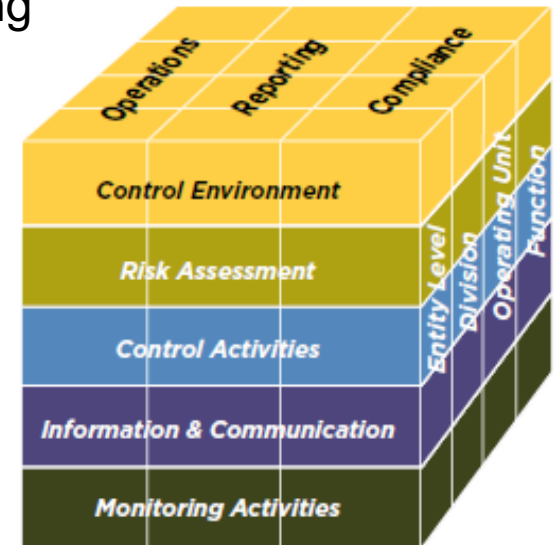 ng
Operations
Reporting
Compliance
Control Environment
Risk Assessment
Control Activities
Information & Communication
Monitoring Activities
Entity Level
Division
Operating Unit
Function